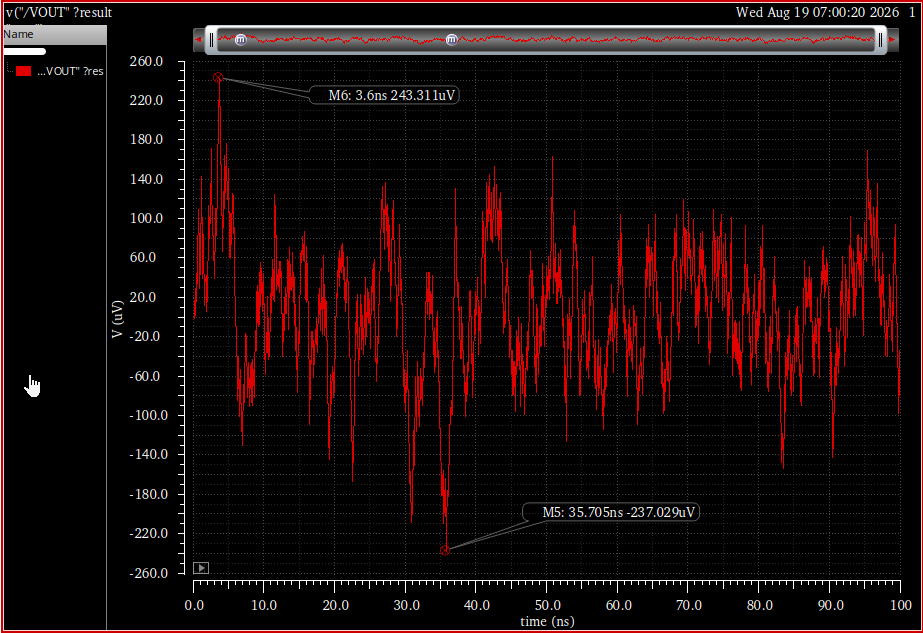 v("/VOUT" ?result
Wed Aug 19 07:00:20 2026 1
Name
...VOUT" ?res
m
m
260.0
220.0
180.0
140.0
100.0
60.0
20.0
-20.0
-60.0
-100.0
-140.0
-180.0
-220.0
-260.0
V (uV)
M6: 3.6ns 243.311uV
M5: 35.705ns -237.029uV
0.0 10.0 20.0 30.0 40.0 50.0 60.0 70.0 80.0 90.0 100
time (ns)